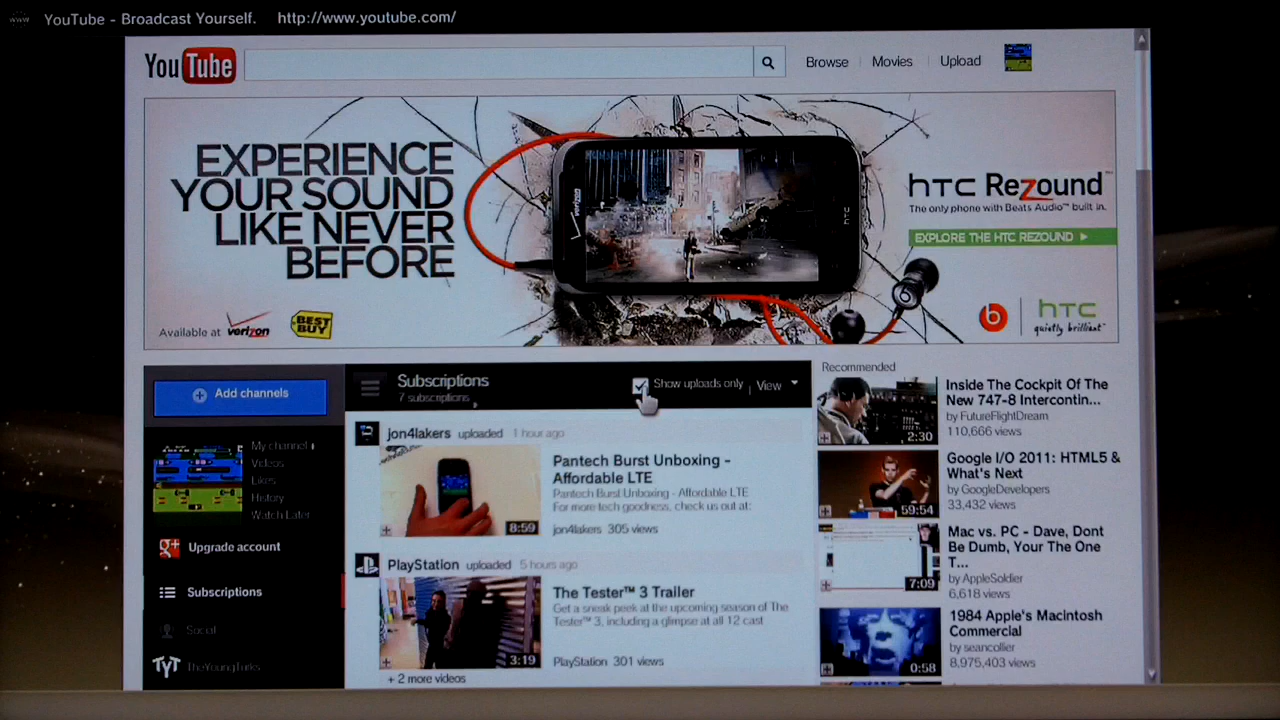 www YouTube - Broadcast Yourself. http://www.youtube.com/
YouTube
Browse
Movies
Upload
EXPERIENCE
YOUR SOUND
LIKE NEVER
BEFORE
Available at verizon BEST BUY
verizon
htc
htc Rezound™
The only phone with Beats Audio™ built in.
EXPLORE THE HTC REZOUND
b htc
quietly brilliant™
Add channels
My channel
Videos
Likes
History
Watch Later
g+ Upgrade account
Subscriptions
Social
TYT TheYoungTurks
Subscriptions
7 subscriptions
Show uploads only
View
jon4lakers uploaded 1 hour ago
8:59
Pantech Burst Unboxing -
Affordable LTE
Pantech Burst Unboxing - Affordable LTE
For more tech goodness, check us out at:
jon4lakers 305 views
PlayStation uploaded 5 hours ago
3:19
The Tester™ 3 Trailer
Get a sneak peek at the upcoming season of The
Tester™ 3, including a glimpse at all 12 cast
PlayStation 301 views
+ 2 more videos
Recommended
2:30
Inside The Cockpit Of The
New 747-8 Intercontin...
by FutureFlightDream
110,666 views
59:54
Google I/O 2011: HTML5 &
What's Next
by GoogleDevelopers
33,432 views
7:09
Mac vs. PC - Dave, Dont
Be Dumb, Your The One
T...
by AppleSoldier
6,618 views
0:58
1984 Apple's Macintosh
Commercial
by seancollier
8,975,403 views